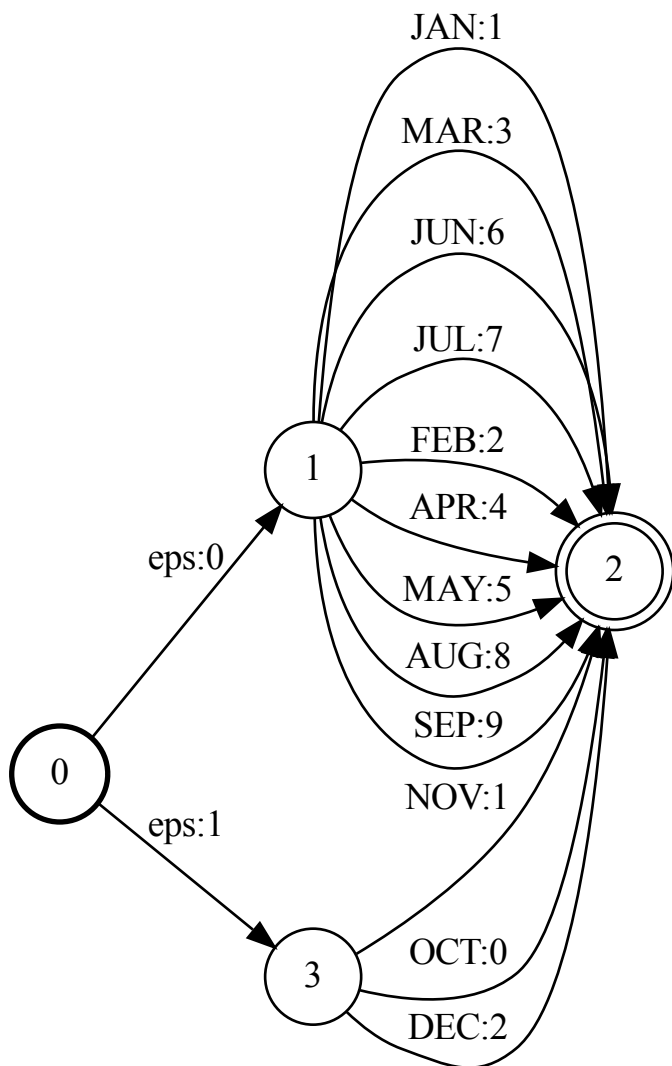 JAN:1
MAR:3
JUN:6
JUL:7
FEB:2
1
APR:4
eps:0
2
MAY:5
AUG:8
SEP:9
0
NOV:1
eps:1
OCT:0
3
DEC:2